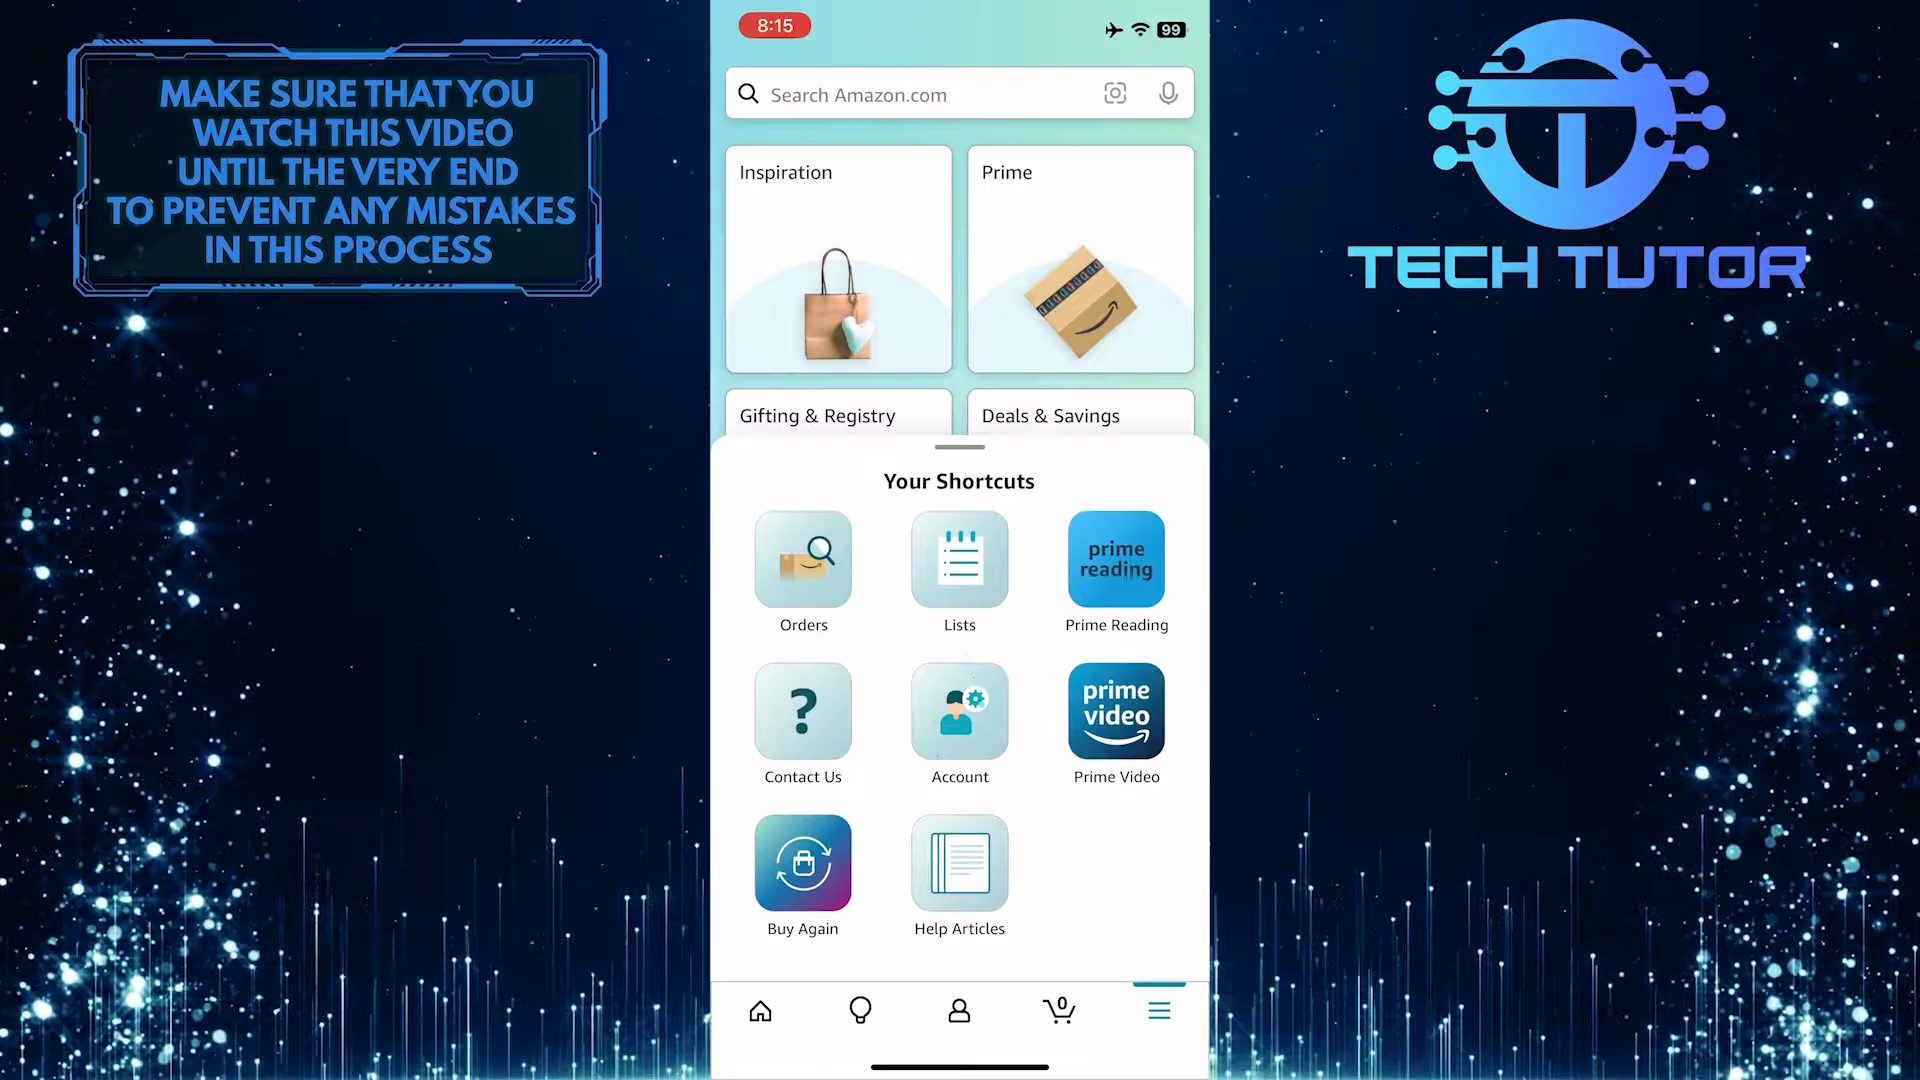 MAKE SURE THAT YOU
WATCH THIS VIDEO
UNTIL THE VERY END
TO PREVENT ANY MISTAKES
IN THIS PROCESS
8:15
99
Search Amazon.com
Inspiration
Prime
Gifting & Registry
Deals & Savings
Your Shortcuts
prime
reading
Orders
Lists
Prime Reading
prime
video
Contact Us
Account
Prime Video
Buy Again
Help Articles
0
TECH TUTOR